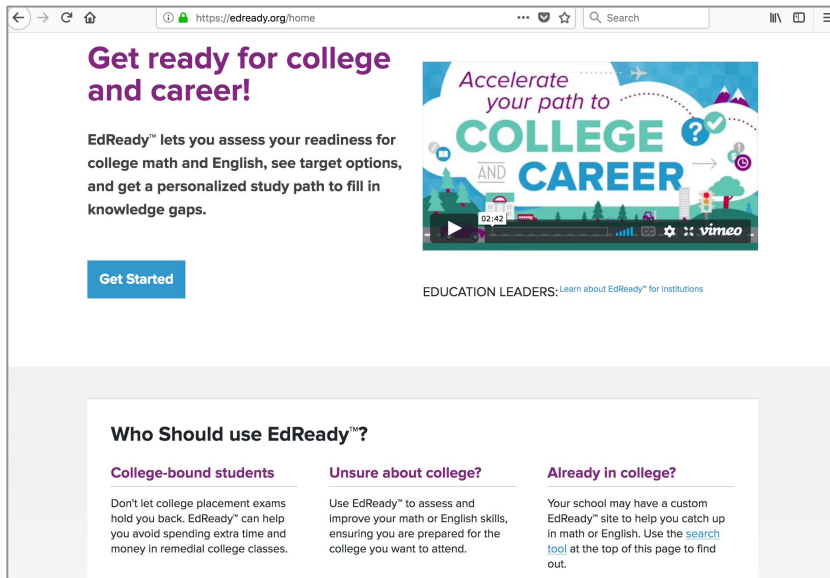 https://edready.org/home
Search
Get ready for college
and career!
EdReady™ lets you assess your readiness for
college math and English, see target options,
and get a personalized study path to fill in
knowledge gaps.
Get Started
Accelerate
your path to
COLLEGE
AND CAREER
02:42
CC
vimeo
EDUCATION LEADERS: Learn about EdReady™ for Institutions
Who Should use EdReady™?
College-bound students
Don't let college placement exams
hold you back. EdReady™ can help
you avoid spending extra time and
money in remedial college classes.
Unsure about college?
Use EdReady™ to assess and
improve your math or English skills,
ensuring you are prepared for the
college you want to attend.
Already in college?
Your school may have a custom
EdReady™ site to help you catch up
in math or English. Use the search
tool at the top of this page to find
out.